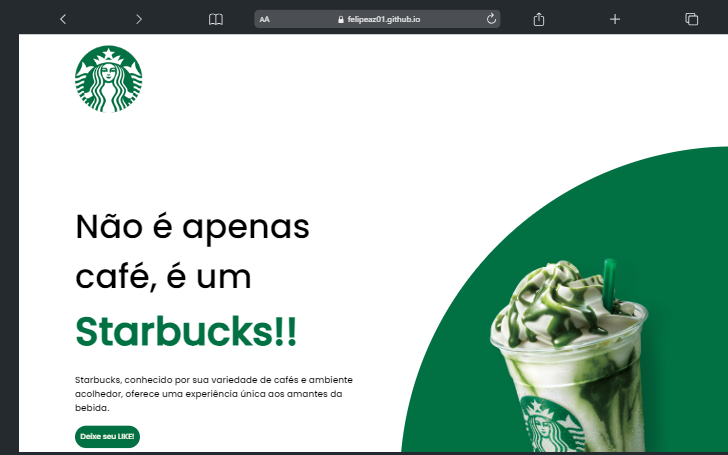 AA
felipeaz01.github.io
Não é apenas
café, é um
Starbucks!!
Starbucks, conhecido por sua variedade de cafés e ambiente
acolhedor, oferece uma experiência única aos amantes da
bebida.
Deixe seu LIKE!